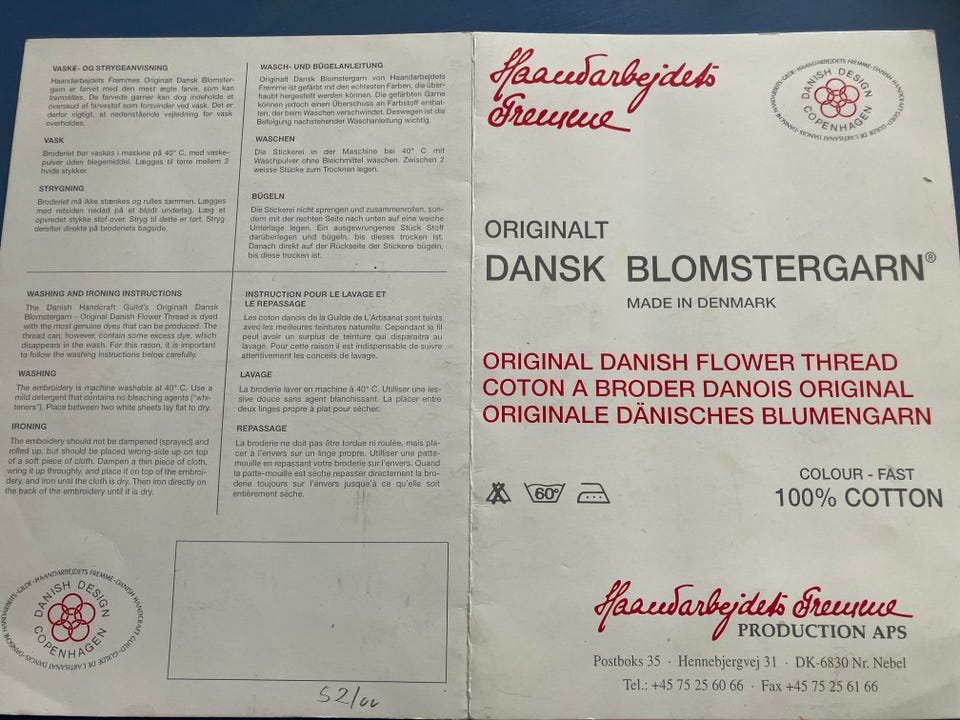 VASKE- OG STRYGEANVISNING
Haandarbejdets Fremmes Originalt Dansk Blomster-
garn er farvet med den mest ægte farve, som kan
fremstilles. De farvede garner kan dog indeholde et
overskud af farvestof som forsvinder ved vask. Det er
derfor vigtigt, at nedenstående vejledning for vask
overholdes.
VASK
Broderiet bør vaskes i maskine på 40° C, med vaske-
pulver uden blegemiddel. Lægges til tørre mellem 2
hvide stykker.
STRYGNING
Broderiet må ikke stænkes og rulles sammen. Lægges
med retsiden nedad på et blødt underlag. Læg et
opvredet stykke stof over. Stryg til dette er tørt. Stryg
derefter direkte på broderiets bagside.
WASCH- UND BÜGELANLEITUNG
Originalt Dansk Blomstergarn von Haandarbejdets
Fremme ist gefärbt mit den echtesten Farben, die über-
haupt hergestellt werden können. Die gefärbten Garne
können jedoch einen Überschuss an Farbstoff enthal-
ten, der beim Waschen verschwindet. Deswegen ist die
Befolgung nachstehender Waschanleitung wichtig.
WASCHEN
Die Stickerei in der Maschine bei 40° C mit
Waschpulver ohne Bleichmittel waschen. Zwischen 2
weisse Stücke zum Trocknen legen.
BÜGELN
Die Stickerei nicht sprengen und zusammenrollen, son-
dern mit der rechten Seite nach unten auf eine weiche
Unterlage legen. Ein ausgewrungenes Stück Stoff
darüberlegen und bügeln, bis dieses trocken ist.
Danach direkt auf der Rückseite der Stickerei bügeln,
bis diese trocken ist.
WASHING AND IRONING INSTRUCTIONS
The Danish Handcraft Guild's Originalt Dansk
Blomstergarn - Original Danish Flower Thread is dyed
with the most genuine dyes that can be produced. The
thread can, however, contain some excess dye, which
disappears in the wash. For this rason, it is important
to follow the washing instructions below carefully.
WASHING
The embroidery is machine washable at 40° C. Use a
mild detergent that contains no bleaching agents ("whi-
teners"). Place between two white sheets lay flat to dry.
IRONING
The emboidery should not be dampened (sprayed) and
rolled up, but should be placed wrong-side up on top
of a soft piece of cloth. Dampen a thin piece of cloth,
wring it up throughly, and place it on top of the embroi-
dery, and iron until the cloth is dry. Then iron directly on
the back of the embroidery until it is dry.
INSTRUCTION POUR LE LAVAGE ET
LE REPASSAGE
Les coton danois de la Guilde de L'Artisanat sont teints
avec les meilleures teintures naturelle. Cependant le fil
peut avoir un surplus de teinture qui disparaitra au
lavage. Pour cette raison il est indispensable de suivre
attentivement les conceils de lavage.
LAVAGE
La broderie laver en machine à 40° C. Utiliser une les-
sive douce sans agent blanchissant. La placer entre
deux linges propre à plat pour sècher.
REPASSAGE
La broderie ne doit pas être tordue ni roulée, mais pla-
cer à l'envers sur un linge propre. Utiliser une patte-
mouille en repassant votre broderie sur l'envers. Quand
la patte-mouille est sèche repasser directement la bro-
derie toujours sur l'envers jusqu'à ce qu'elle soit
entièrement sèche.
DANSKE HAANDARBEJDETS FREMME · DANISH HANDCRAFT GUILD · GUILDE DE L'ARTISANAT DANOIS
DANISH DESIGN
COPENHAGEN
52/00
Haandarbejdets
Fremme
HAANDARBEJDETS FREMME · DANISH HANDCRAFT GUILD · GUILDE DE L'ARTISANAT DANOIS
DANISH DESIGN
COPENHAGEN
ORIGINALT
DANSK BLOMSTERGARN®
MADE IN DENMARK
ORIGINAL DANISH FLOWER THREAD
COTON A BRODER DANOIS ORIGINAL
ORIGINALE DÄNISCHES BLUMENGARN
COLOUR - FAST
100% COTTON
60°
Haandarbejdets Fremme
PRODUCTION APS
Postboks 35 · Hennebjergvej 31 · DK-6830 Nr. Nebel
Tel.: +45 75 25 60 66 · Fax +45 75 25 61 66